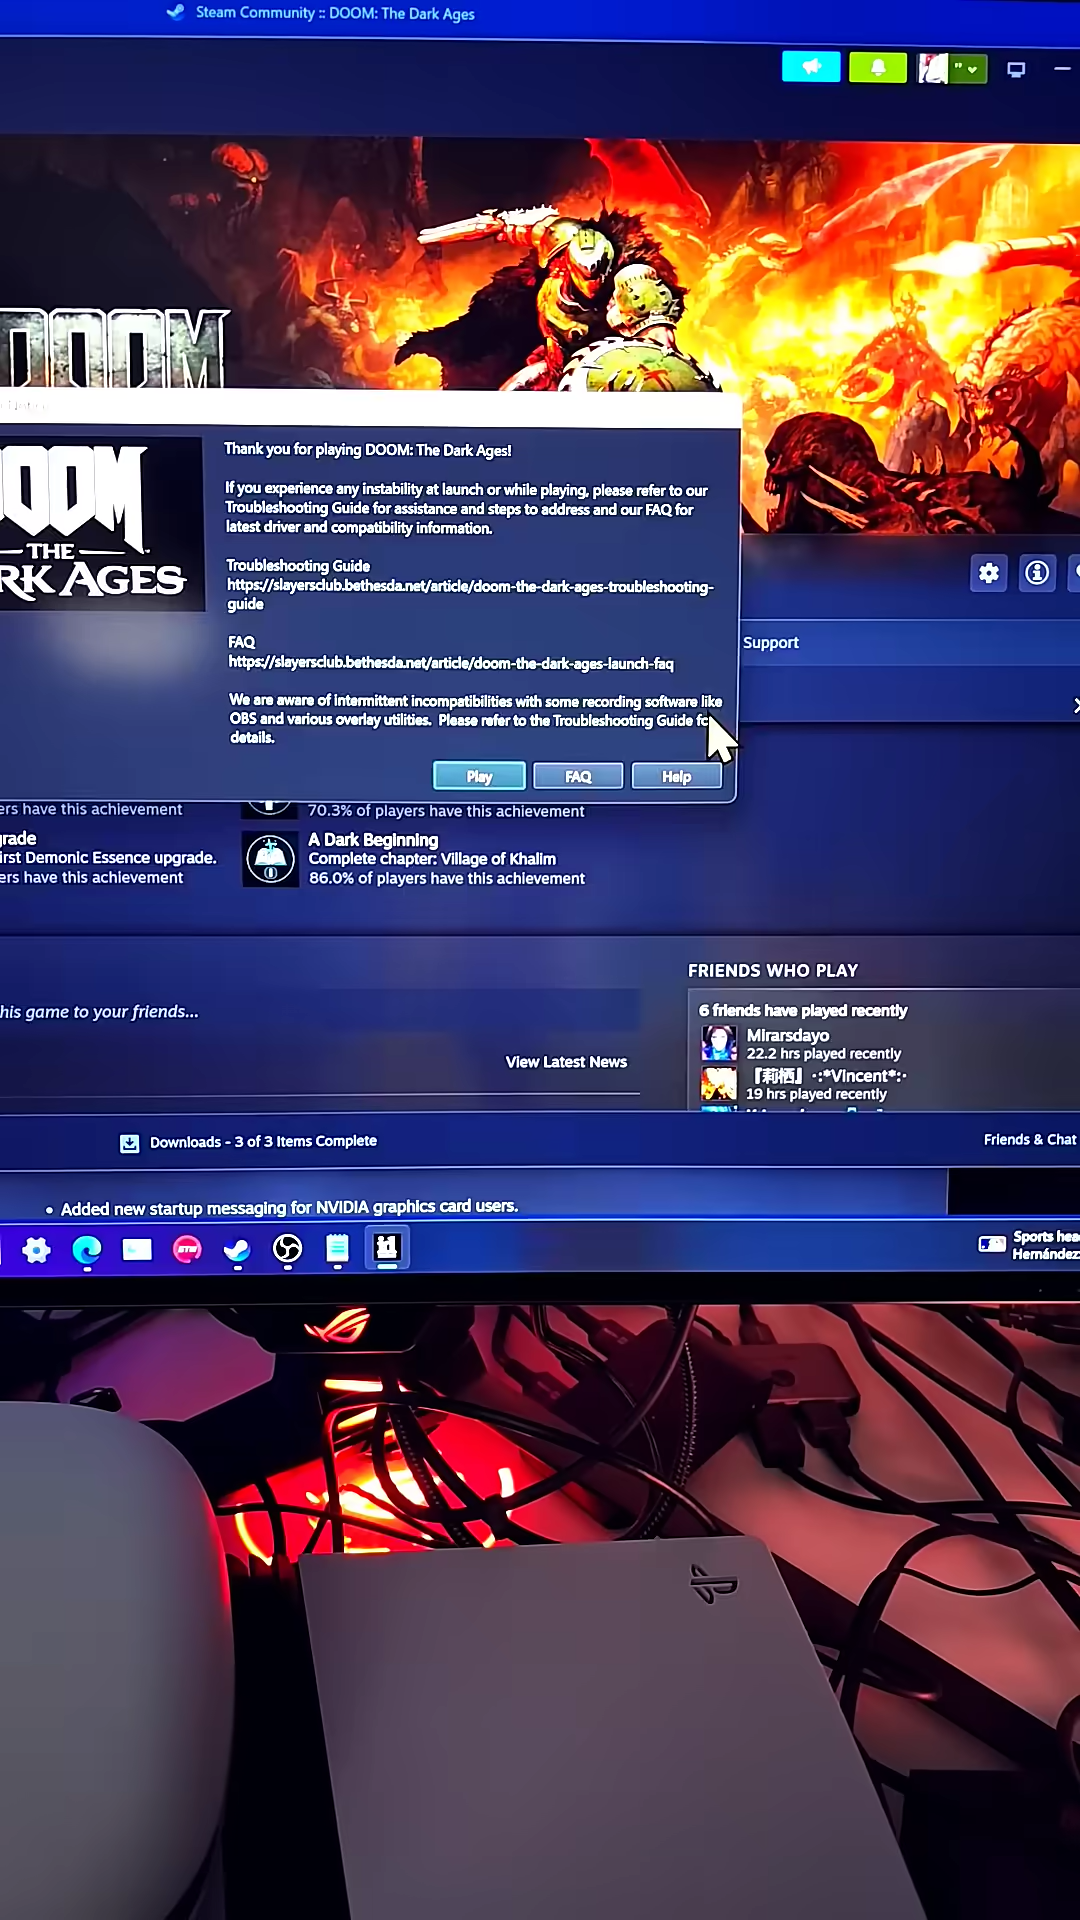 Steam Community :: DOOM: The Dark Ages
DOOM
DOOM
THE
RK AGES
Thank you for playing DOOM: The Dark Ages!
If you experience any instability at launch or while playing, please refer to our
Troubleshooting Guide for assistance and steps to address and our FAQ for
latest driver and compatibility information.
Troubleshooting Guide
https://slayersclub.bethesda.net/article/doom-the-dark-ages-troubleshooting-
guide
FAQ
https://slayersclub.bethesda.net/article/doom-the-dark-ages-launch-faq
We are aware of intermittent incompatibilities with some recording software like
OBS and various overlay utilities. Please refer to the Troubleshooting Guide fo
details.
Play
FAQ
Help
Support
ers have this achievement
70.3% of players have this achievement
grade
irst Demonic Essence upgrade.
ers have this achievement
A Dark Beginning
Complete chapter: Village of Khalim
86.0% of players have this achievement
his game to your friends...
View Latest News
FRIENDS WHO PLAY
6 friends have played recently
Mirarsdayo
22.2 hrs played recently
『莉栖』·:*Vincent*:·
19 hrs played recently
Downloads - 3 of 3 Items Complete
Friends & Chat
• Added new startup messaging for NVIDIA graphics card users.
BTW
id
Sports hea
Hernández